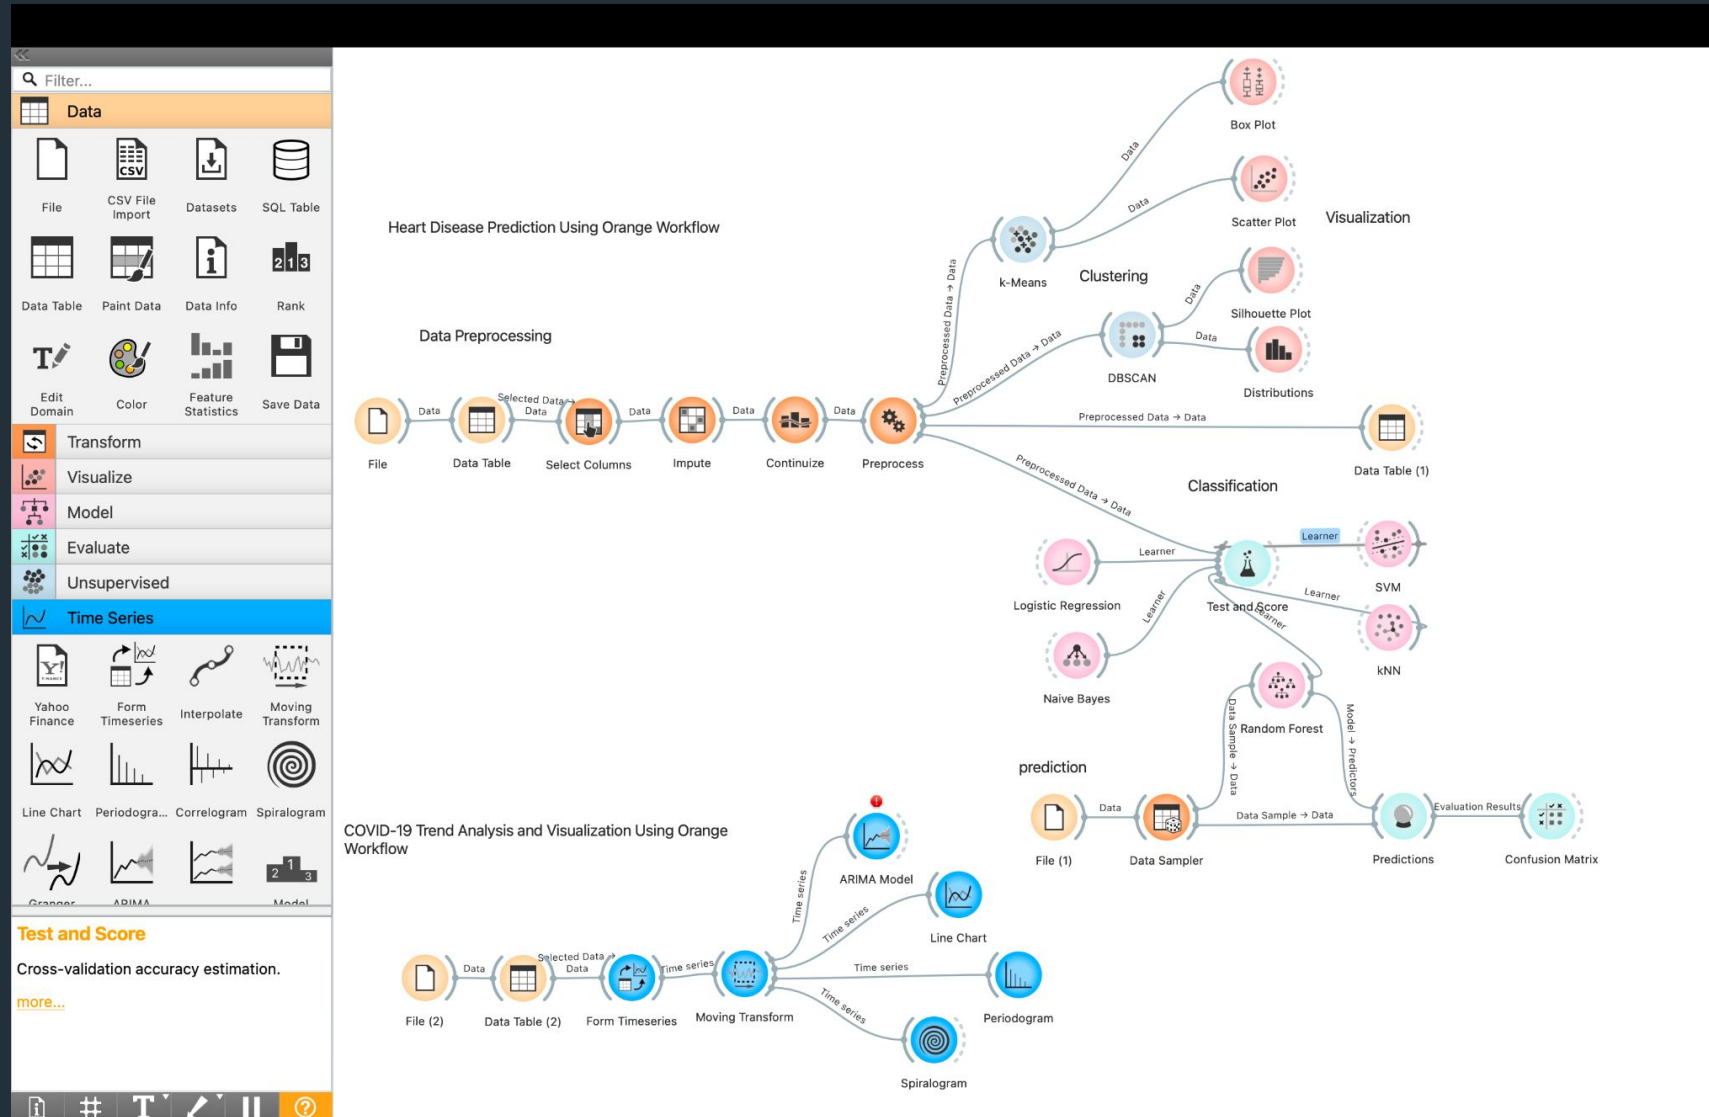 Filter...
Data
File
CSV File
Import
Datasets
SQL Table
Data Table
Paint Data
Data Info
Rank
Edit
Domain
Color
Feature
Statistics
Save Data
Transform
Visualize
Model
Evaluate
Unsupervised
Time Series
Yahoo
Finance
Form
Timeseries
Interpolate
Moving
Transform
Line Chart
Periodogra...
Correlogram
Spiralogram
Granger
ARIMA
Model
Test and Score
Cross-validation accuracy estimation.
more...
Heart Disease Prediction Using Orange Workflow
Data Preprocessing
File
Data
Data Table
Selected Data →
Data
Select Columns
Data
Impute
Data
Continuize
Data
Preprocess
Preprocessed Data → Data
k-Means
Clustering
Data
Box Plot
Data
Scatter Plot
Visualization
Preprocessed Data → Data
DBSCAN
Data
Silhouette Plot
Data
Distributions
Preprocessed Data → Data
Data Table (1)
Preprocessed Data → Data
Classification
Logistic Regression
Learner
Test and Score
Learner
SVM
Learner
kNN
Learner
Naive Bayes
Learner
Random Forest
prediction
File (1)
Data
Data Sampler
Data Sample → Data
Model → Predictors
Data Sample → Data
Predictions
Evaluation Results
Confusion Matrix
COVID-19 Trend Analysis and Visualization Using Orange
Workflow
File (2)
Data
Data Table (2)
Selected Data →
Data
Form Timeseries
Time series
Moving Transform
Time series
ARIMA Model
Time series
Line Chart
Time series
Periodogram
Time series
Spiralogram